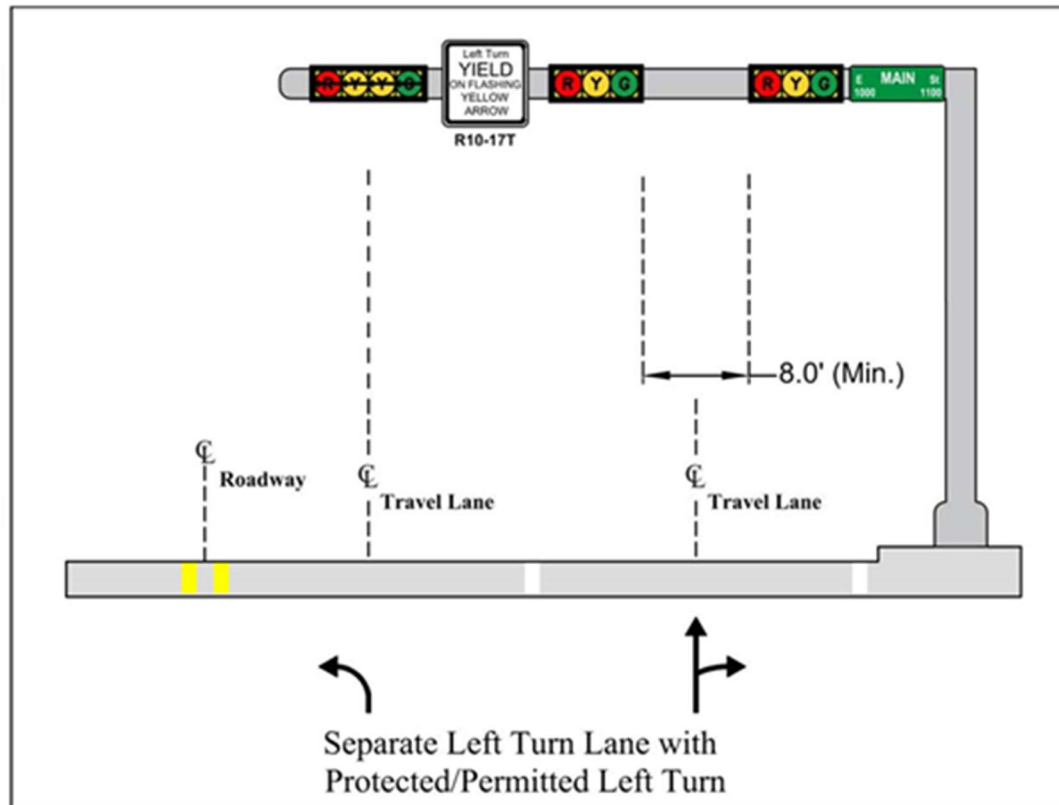 R Y Y G
Left Turn
YIELD
ON FLASHING
YELLOW
ARROW
R10-17T
R Y G
R Y G
E MAIN St
1000 1100
8.0' (Min.)
℄
Roadway
℄
Travel Lane
℄
Travel Lane
Separate Left Turn Lane with
Protected/Permitted Left Turn